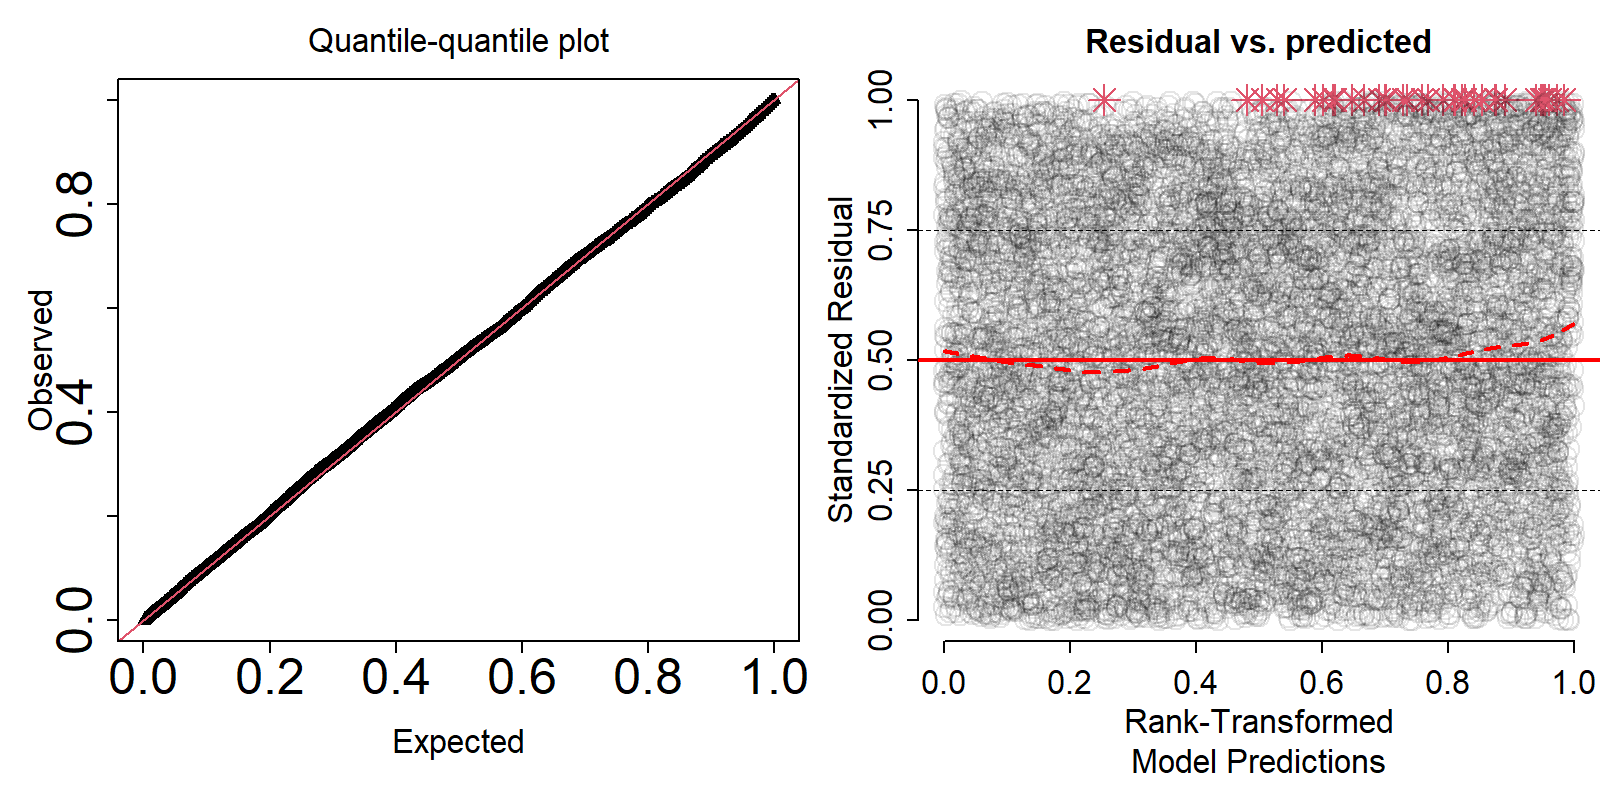 Quantile-quantile plot
Observed
0.0 0.4 0.8
0.0 0.2 0.4 0.6 0.8 1.0
Expected
Residual vs. predicted
Standardized Residual
0.00 0.25 0.50 0.75 1.00
0.0 0.2 0.4 0.6 0.8 1.0
Rank-Transformed
Model Predictions